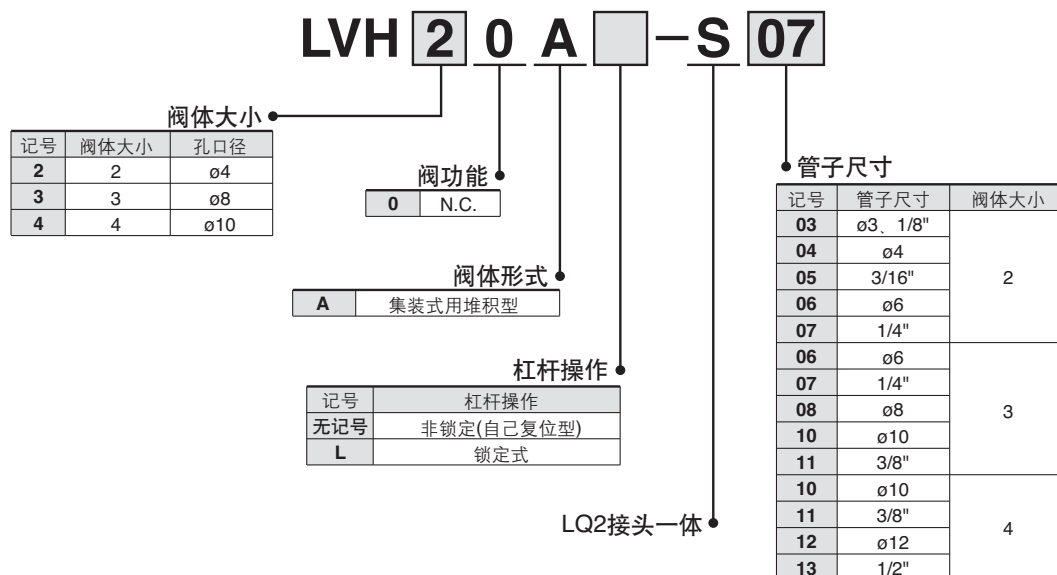 LVH 2 0 A －S 07
阀体大小
记号 阀体大小 孔口径
2 2 ø4
3 3 ø8
4 4 ø10
阀功能
0 N.C.
阀体形式
A 集装式用堆积型
杠杆操作
记号 杠杆操作
无记号 非锁定(自己复位型)
L 锁定式
LQ2接头一体
管子尺寸
记号 管子尺寸 阀体大小
03 ø3、1/8" 2
04 ø4
05 3/16"
06 ø6
07 1/4"
06 ø6 3
07 1/4"
08 ø8
10 ø10
11 3/8"
10 ø10 4
11 3/8"
12 ø12
13 1/2"